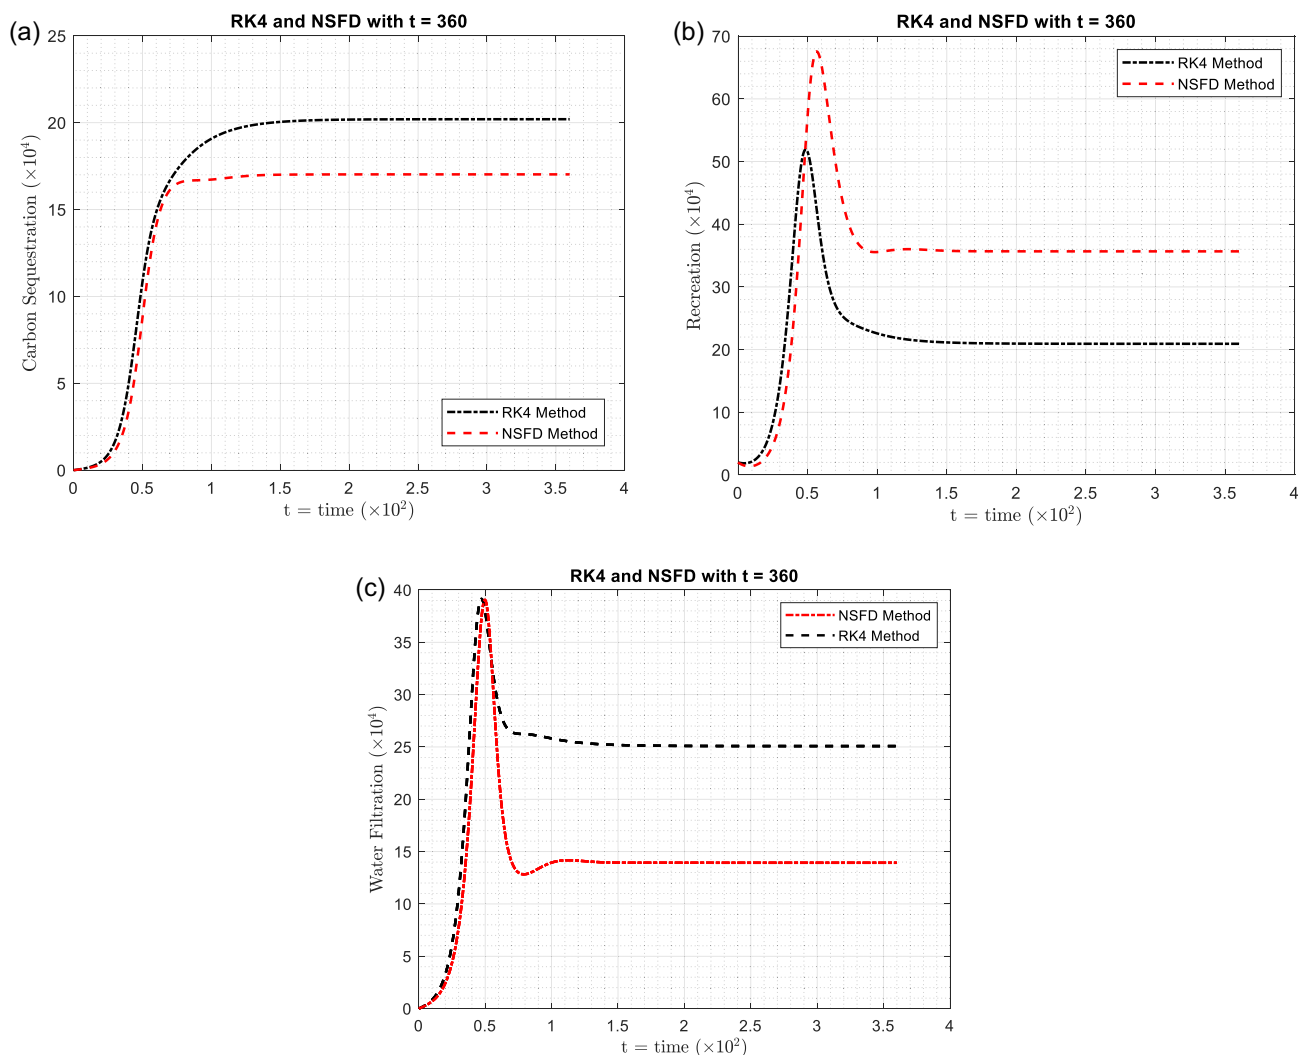 (a)
RK4 and NSFD with t = 360
25
20
15
10
5
0
Carbon Sequestration (×10⁴)
RK4 Method
NSFD Method
0 0.5 1 1.5 2 2.5 3 3.5 4
t = time (×10²)
(b)
RK4 and NSFD with t = 360
70
60
50
40
30
20
10
0
Recreation (×10⁴)
RK4 Method
NSFD Method
0 0.5 1 1.5 2 2.5 3 3.5 4
t = time (×10²)
(c)
RK4 and NSFD with t = 360
40
35
30
25
20
15
10
5
0
Water Filtration (×10⁴)
NSFD Method
RK4 Method
0 0.5 1 1.5 2 2.5 3 3.5 4
t = time (×10²)